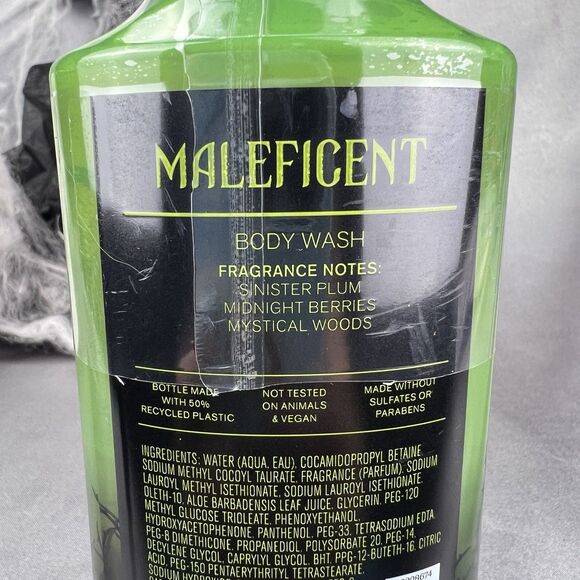 MALEFICENT
BODY WASH
FRAGRANCE NOTES:
SINISTER PLUM
MIDNIGHT BERRIES
MYSTICAL WOODS
BOTTLE MADE
WITH 50%
RECYCLED PLASTIC
NOT TESTED
ON ANIMALS
& VEGAN
MADE WITHOUT
SULFATES OR
PARABENS
INGREDIENTS: WATER (AQUA, EAU), COCAMIDOPROPYL BETAINE,
SODIUM METHYL COCOYL TAURATE, FRAGRANCE (PARFUM), SODIUM
LAUROYL METHYL ISETHIONATE, SODIUM LAUROYL ISETHIONATE,
OLETH-10, ALOE BARBADENSIS LEAF JUICE, GLYCERIN, PEG-120
METHYL GLUCOSE TRIOLEATE, PHENOXYETHANOL,
HYDROXYACETOPHENONE, PANTHENOL, PEG-33, TETRASODIUM EDTA,
PEG-8 DIMETHICONE, PROPANEDIOL, POLYSORBATE 20, PEG-14,
DECYLENE GLYCOL, CAPRYLYL GLYCOL, BHT, PPG-12-BUTETH-16, CITRIC
ACID, PEG-150 PENTAERYTHRITYL TETRASTEARATE,
SODIUM HYDROXIDE